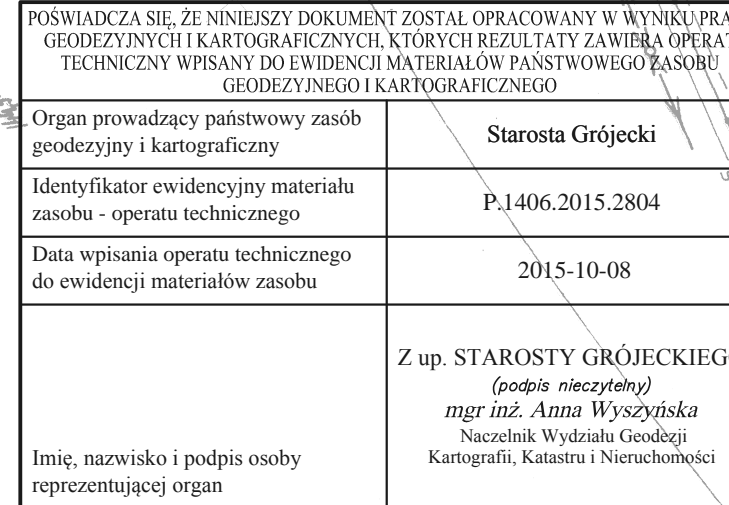 POŚWIADCZA SIĘ, ŻE NINIEJSZY DOKUMENT ZOSTAŁ OPRACOWANY W WYNIKU PRA
GEODEZYJNYCH I KARTOGRAFICZNYCH, KTÓRYCH REZULTATY ZAWIERA OPERAT
TECHNICZNY WPISANY DO EWIDENCJI MATERIAŁÓW PAŃSTWOWEGO ZASOBU
GEODEZYJNEGO I KARTOGRAFICZNEGO
Organ prowadzący państwowy zasób
geodezyjny i kartograficzny
Starosta Grójecki
Identyfikator ewidencyjny materiału
zasobu - operatu technicznego
P.1406.2015.2804
Data wpisania operatu technicznego
do ewidencji materiałów zasobu
2015-10-08
Imię, nazwisko i podpis osoby
reprezentującej organ
Z up. STAROSTY GRÓJECKIEG
(podpis nieczytelny)
mgr inż. Anna Wyszyńska
Naczelnik Wydziału Geodezji
Kartografii, Katastru i Nieruchomości